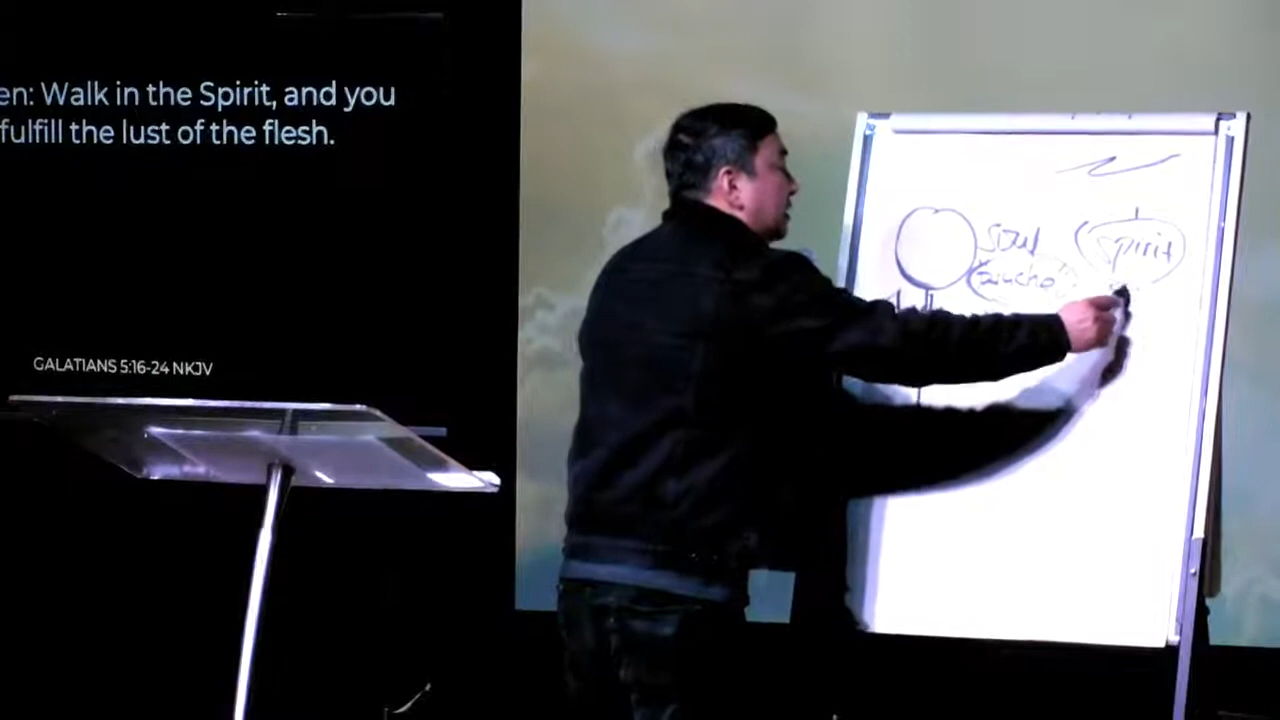 en: Walk in the Spirit, and you
fulfill the lust of the flesh.
GALATIANS 5:16-24 NKJV
soul
spirit